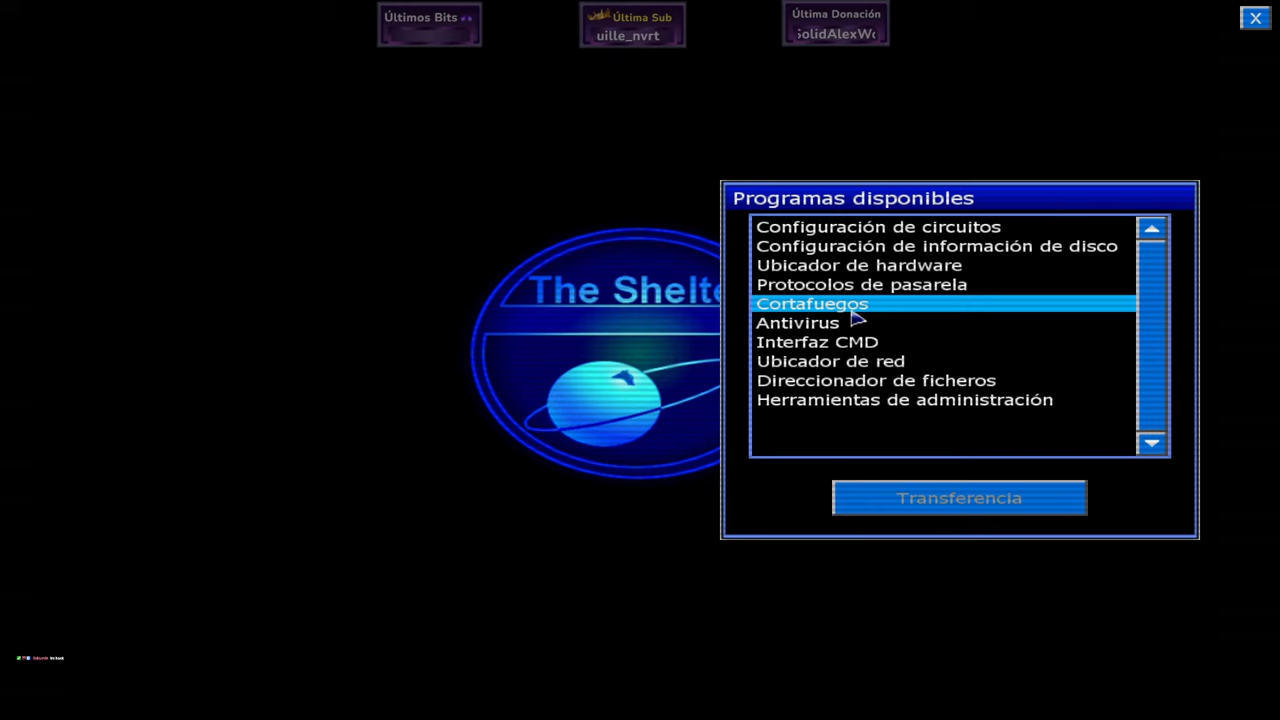 Últimos Bits
Última Sub
uille_nvrt
Última Donación
SolidAlexWo
X
The Shelte
Programas disponibles
Configuración de circuitos
Configuración de información de disco
Ubicador de hardware
Protocolos de pasarela
Cortafuegos
Antivirus
Interfaz CMD
Ubicador de red
Direccionador de ficheros
Herramientas de administración
Transferencia